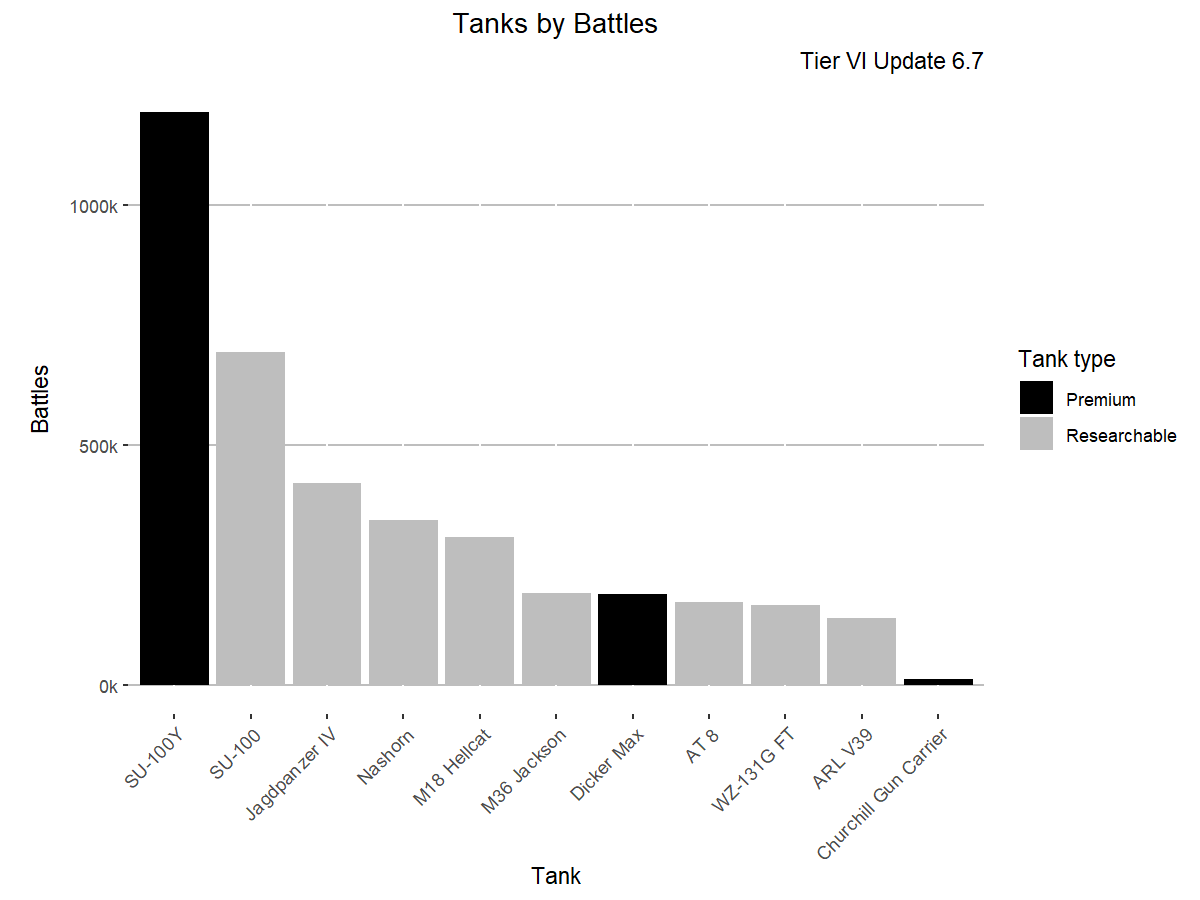 Tanks by Battles
Tier VI Update 6.7
1000k
500k
0k
Battles
SU-100Y
SU-100
Jagdpanzer IV
Nashorn
M18 Hellcat
M36 Jackson
Dicker Max
AT 8
WZ-131G FT
ARL V39
Churchill Gun Carrier
Tank
Tank type
Premium
Researchable